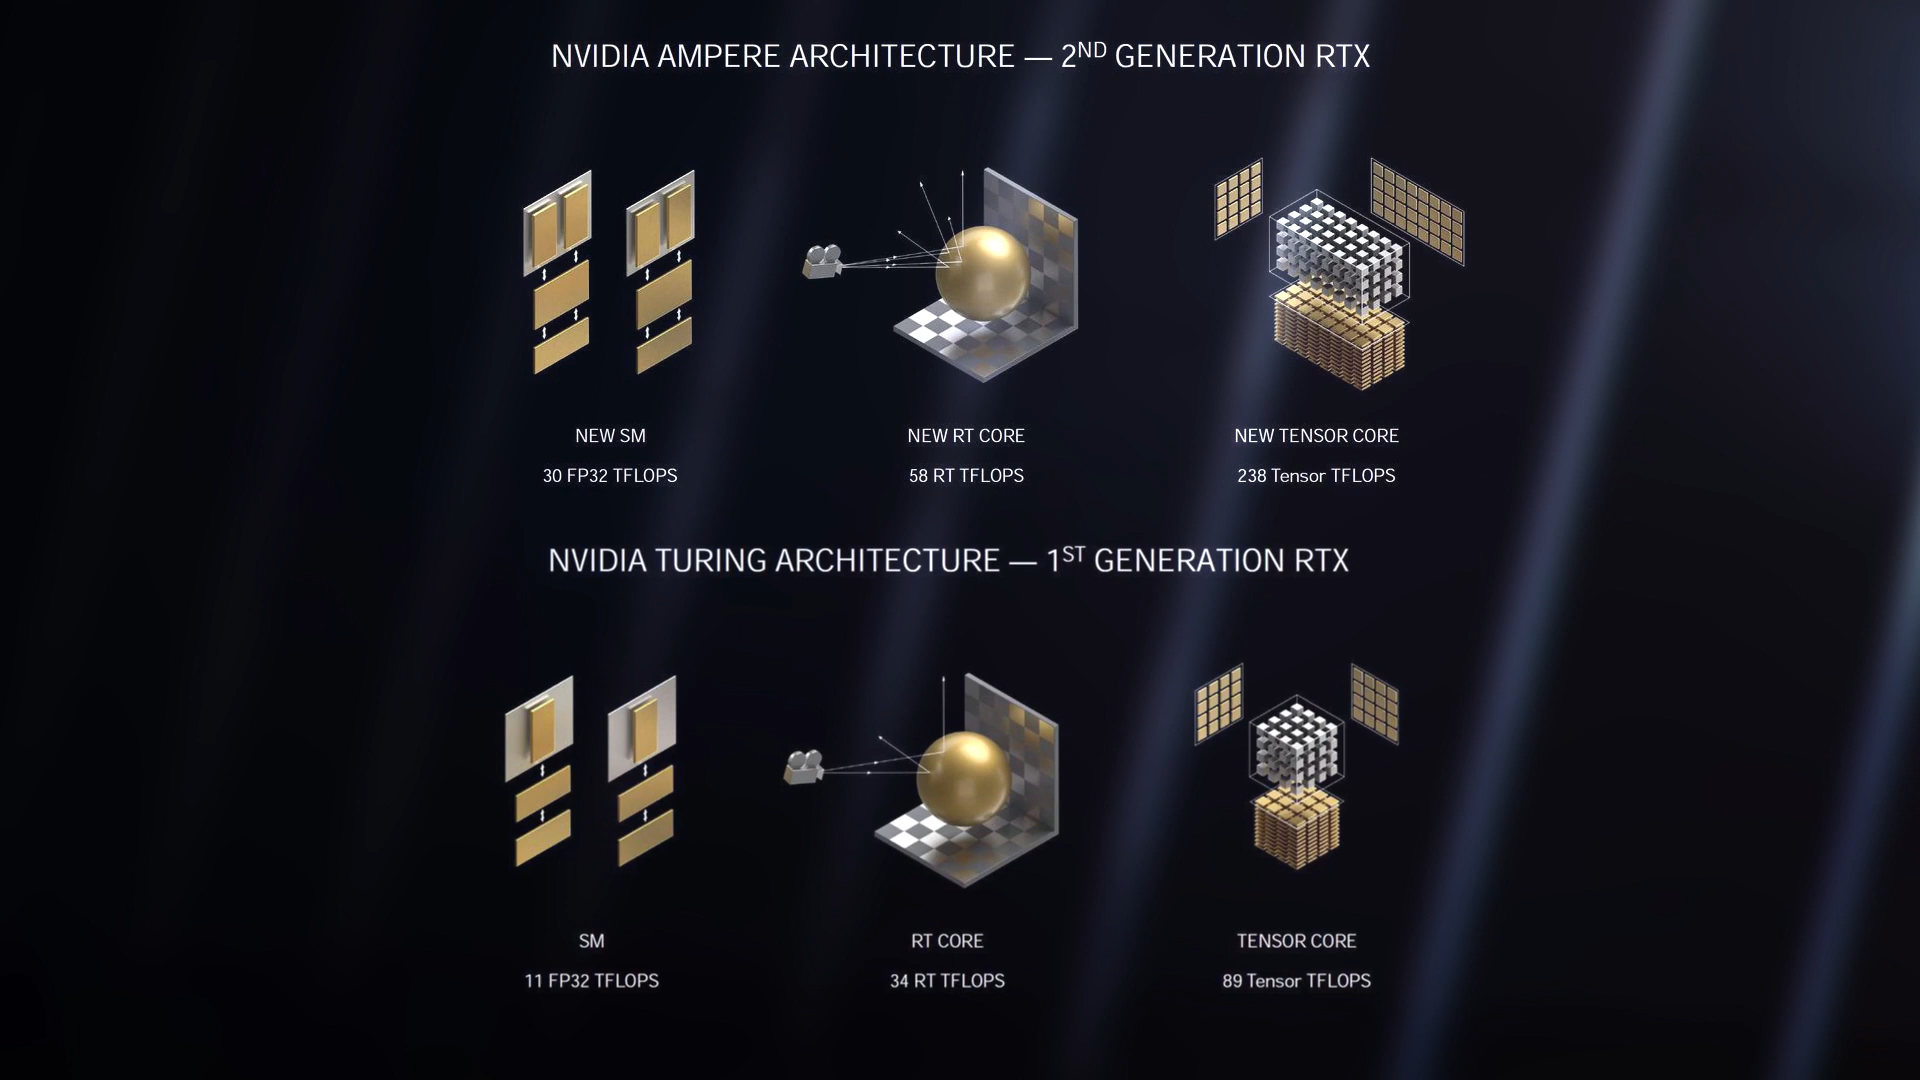 NVIDIA AMPERE ARCHITECTURE — 2ND GENERATION RTX
NEW SM
30 FP32 TFLOPS
NEW RT CORE
58 RT TFLOPS
NEW TENSOR CORE
238 Tensor TFLOPS
NVIDIA TURING ARCHITECTURE — 1ST GENERATION RTX
SM
11 FP32 TFLOPS
RT CORE
34 RT TFLOPS
TENSOR CORE
89 Tensor TFLOPS